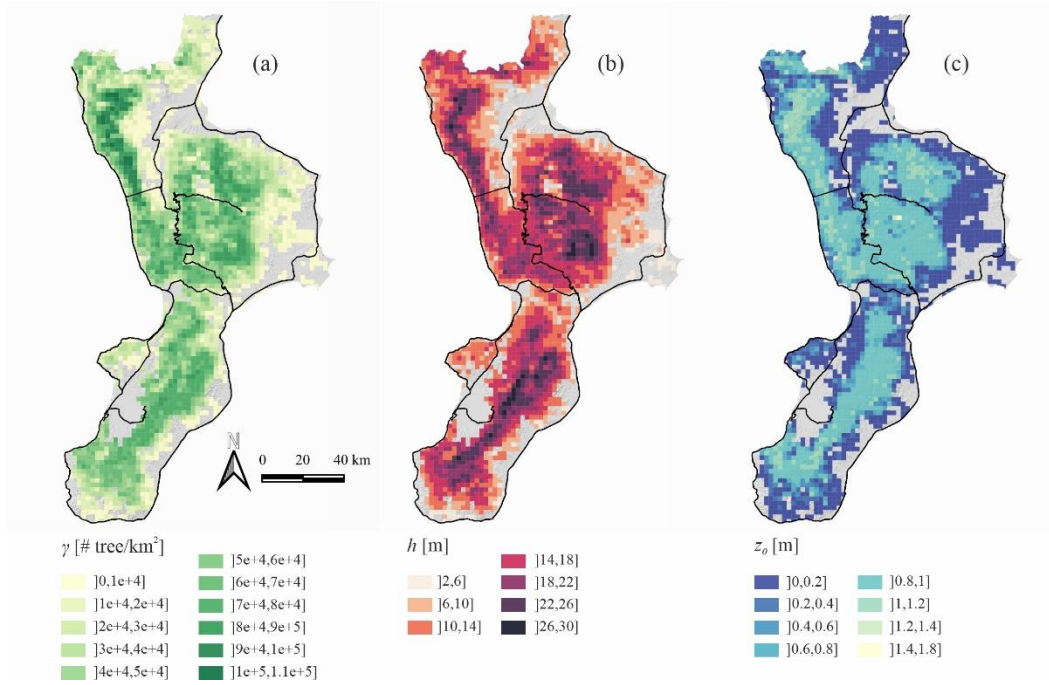 (a)
(b)
(c)
N
0 20 40 km
γ [# tree/km²]
]0,1e+4]
]1e+4,2e+4]
]2e+4,3e+4]
]3e+4,4e+4]
]4e+4,5e+4]
]5e+4,6e+4]
]6e+4,7e+4]
]7e+4,8e+4]
]8e+4,9e+5]
]9e+4,1e+5]
]1e+5,1.1e+5]
h [m]
]2,6]
]6,10]
]10,14]
]14,18]
]18,22]
]22,26]
]26,30]
z₀ [m]
]0,0.2]
]0.2,0.4]
]0.4,0.6]
]0.6,0.8]
]0.8,1]
]1,1.2]
]1.2,1.4]
]1.4,1.8]